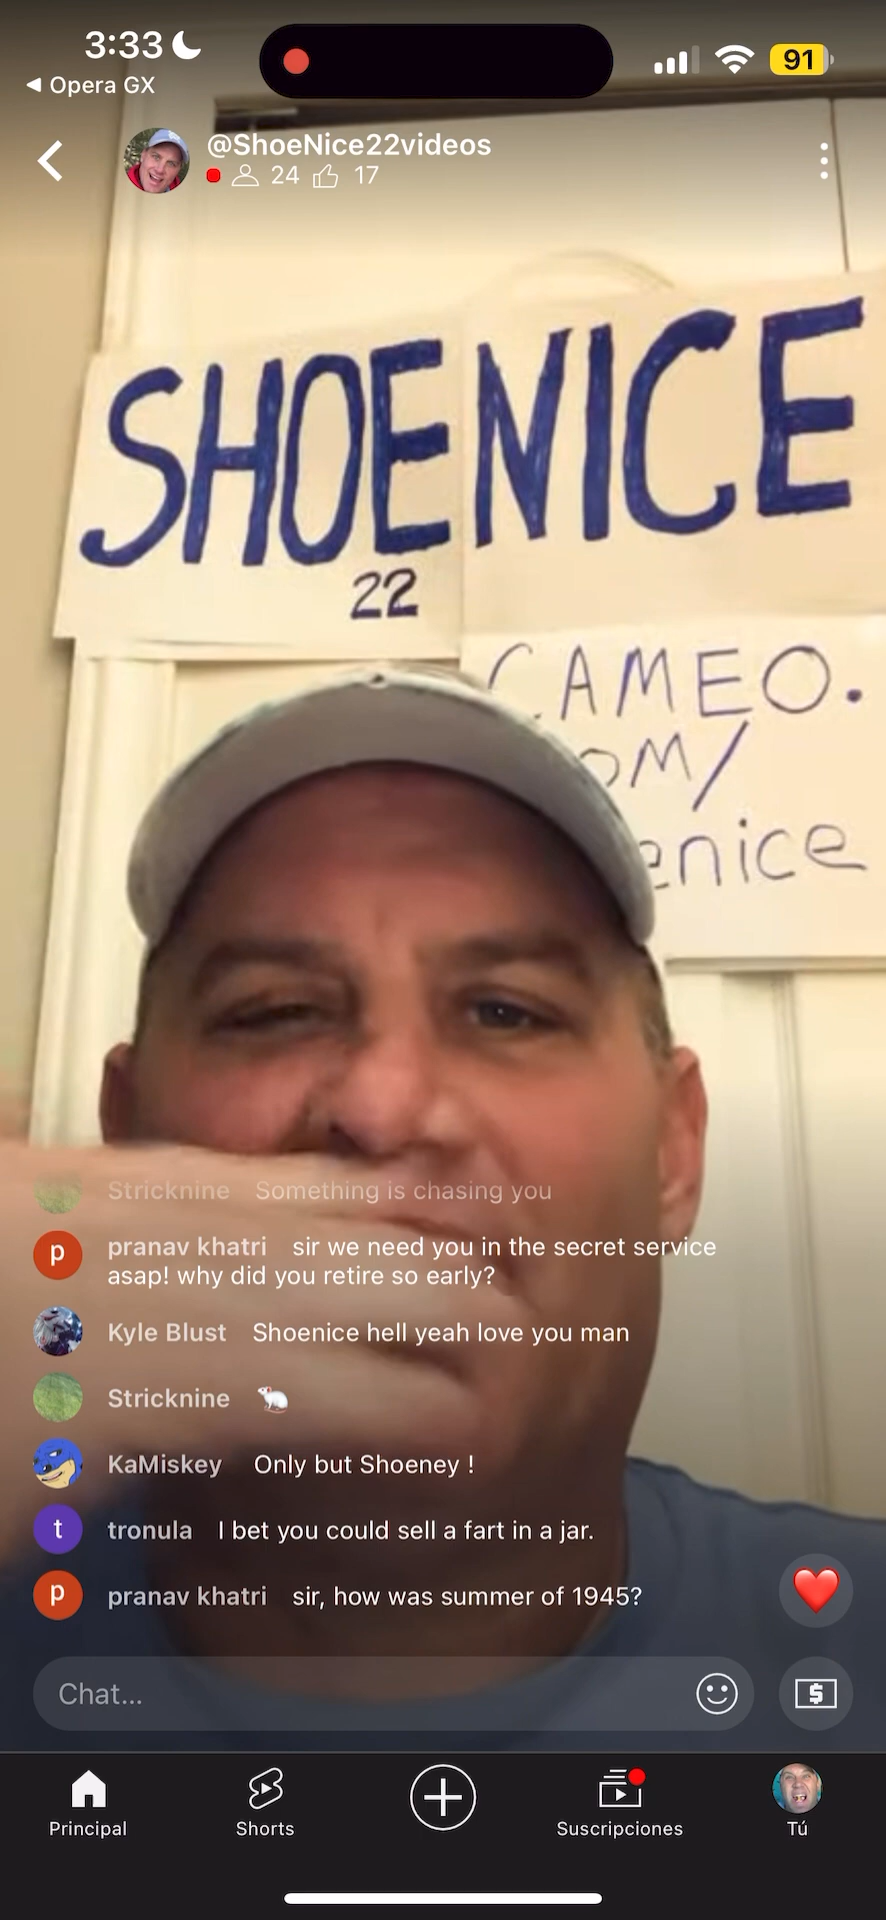 3:33
91
Opera GX
@ShoeNice22videos
24 17
SHOENICE
22
CAMEO.
OM/
enice
Stricknine Something is chasing you
p pranav khatri sir we need you in the secret service
asap! why did you retire so early?
Kyle Blust Shoenice hell yeah love you man
Stricknine 🐀
KaMiskey Only but Shoeney !
t tronula I bet you could sell a fart in a jar.
p pranav khatri sir, how was summer of 1945?
Chat...
$
Principal Shorts Suscripciones Tú